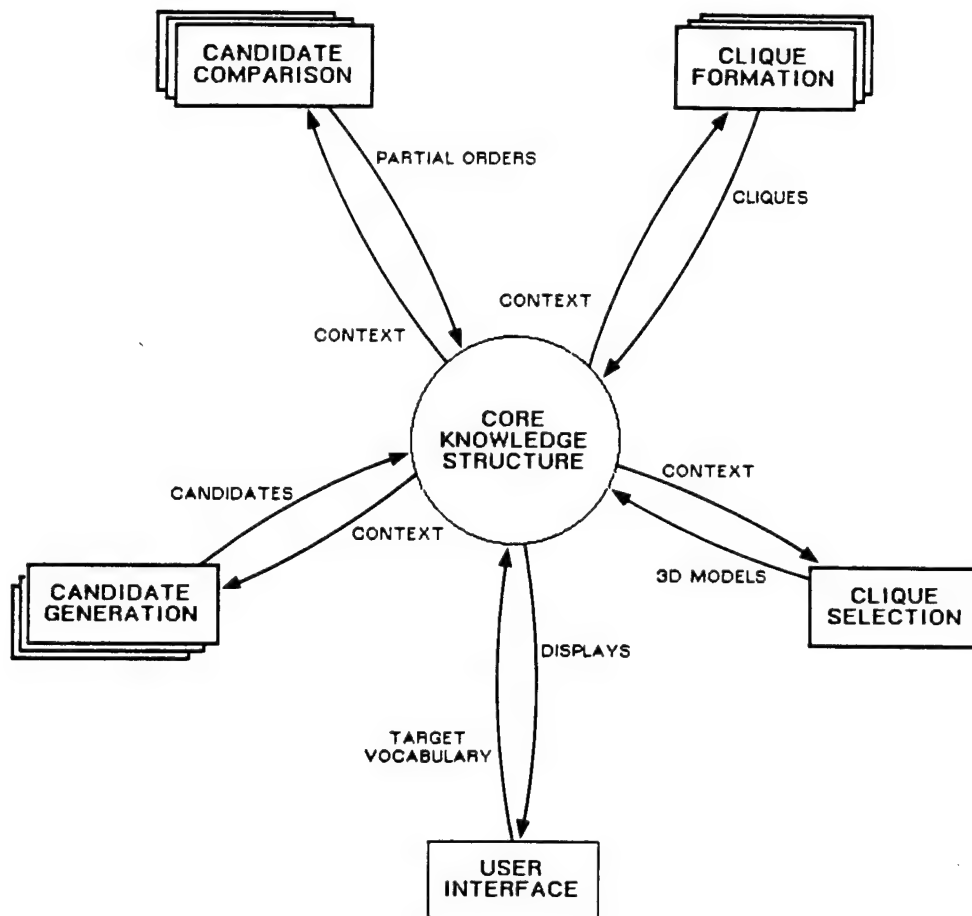 CANDIDATE
COMPARISON
CLIQUE
FORMATION
PARTIAL ORDERS
CLIQUES
CONTEXT
CONTEXT
CORE
KNOWLEDGE
STRUCTURE
CANDIDATES
CONTEXT
CONTEXT
3D MODELS
CANDIDATE
GENERATION
CLIQUE
SELECTION
DISPLAYS
TARGET
VOCABULARY
USER
INTERFACE